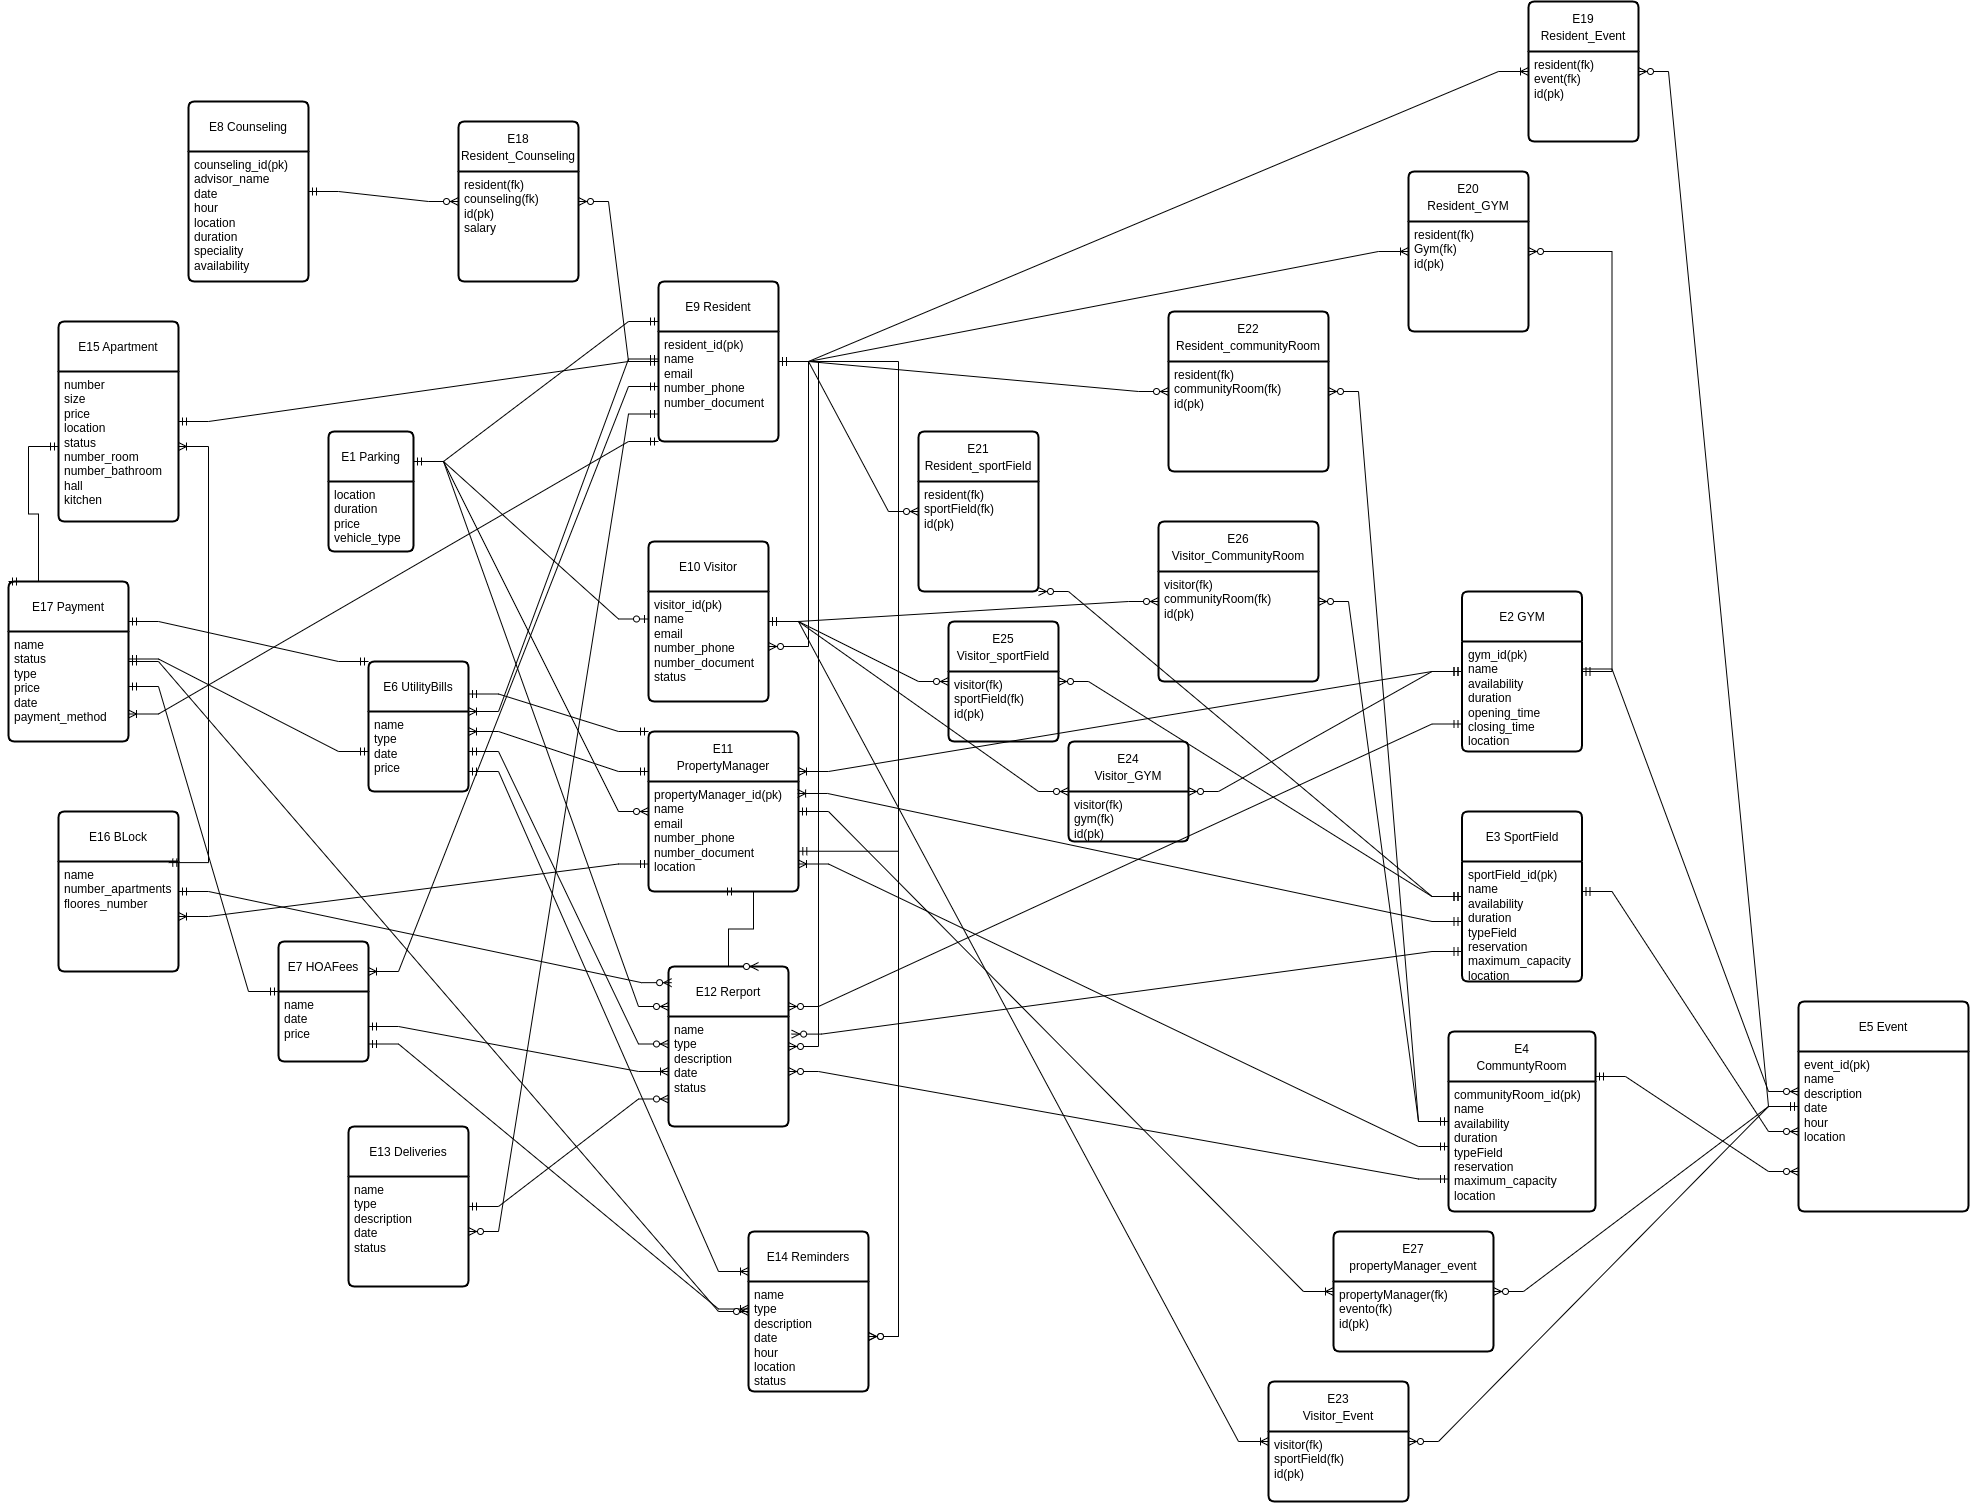 E19
Resident_Event
resident(fk)
event(fk)
id(pk)
E8 Counseling
counseling_id(pk)
advisor_name
date
hour
location
duration
speciality
availability
E18
Resident_Counseling
resident(fk)
counseling(fk)
id(pk)
salary
E20
Resident_GYM
resident(fk)
Gym(fk)
id(pk)
E9 Resident
resident_id(pk)
name
email
number_phone
number_document
E22
Resident_communityRoom
resident(fk)
communityRoom(fk)
id(pk)
E15 Apartment
number
size
price
location
status
number_room
number_bathroom
hall
kitchen
E1 Parking
location
duration
price
vehicle_type
E21
Resident_sportField
resident(fk)
sportField(fk)
id(pk)
E26
Visitor_CommunityRoom
visitor(fk)
communityRoom(fk)
id(pk)
E10 Visitor
visitor_id(pk)
name
email
number_phone
number_document
status
E17 Payment
name
status
type
price
date
payment_method
E2 GYM
gym_id(pk)
name
availability
duration
opening_time
closing_time
location
E25
Visitor_sportField
visitor(fk)
sportField(fk)
id(pk)
E6 UtilityBills
name
type
date
price
E11
PropertyManager
propertyManager_id(pk)
name
email
number_phone
number_document
location
E24
Visitor_GYM
visitor(fk)
gym(fk)
id(pk)
E16 BLock
name
number_apartments
floores_number
E3 SportField
sportField_id(pk)
name
availability
duration
typeField
reservation
maximum_capacity
location
E7 HOAFees
name
date
price
E12 Rerport
name
type
description
date
status
E5 Event
event_id(pk)
name
description
date
hour
location
E4
CommuntyRoom
communityRoom_id(pk)
name
availability
duration
typeField
reservation
maximum_capacity
location
E13 Deliveries
name
type
description
date
status
E14 Reminders
name
type
description
date
hour
location
status
E27
propertyManager_event
propertyManager(fk)
evento(fk)
id(pk)
E23
Visitor_Event
visitor(fk)
sportField(fk)
id(pk)